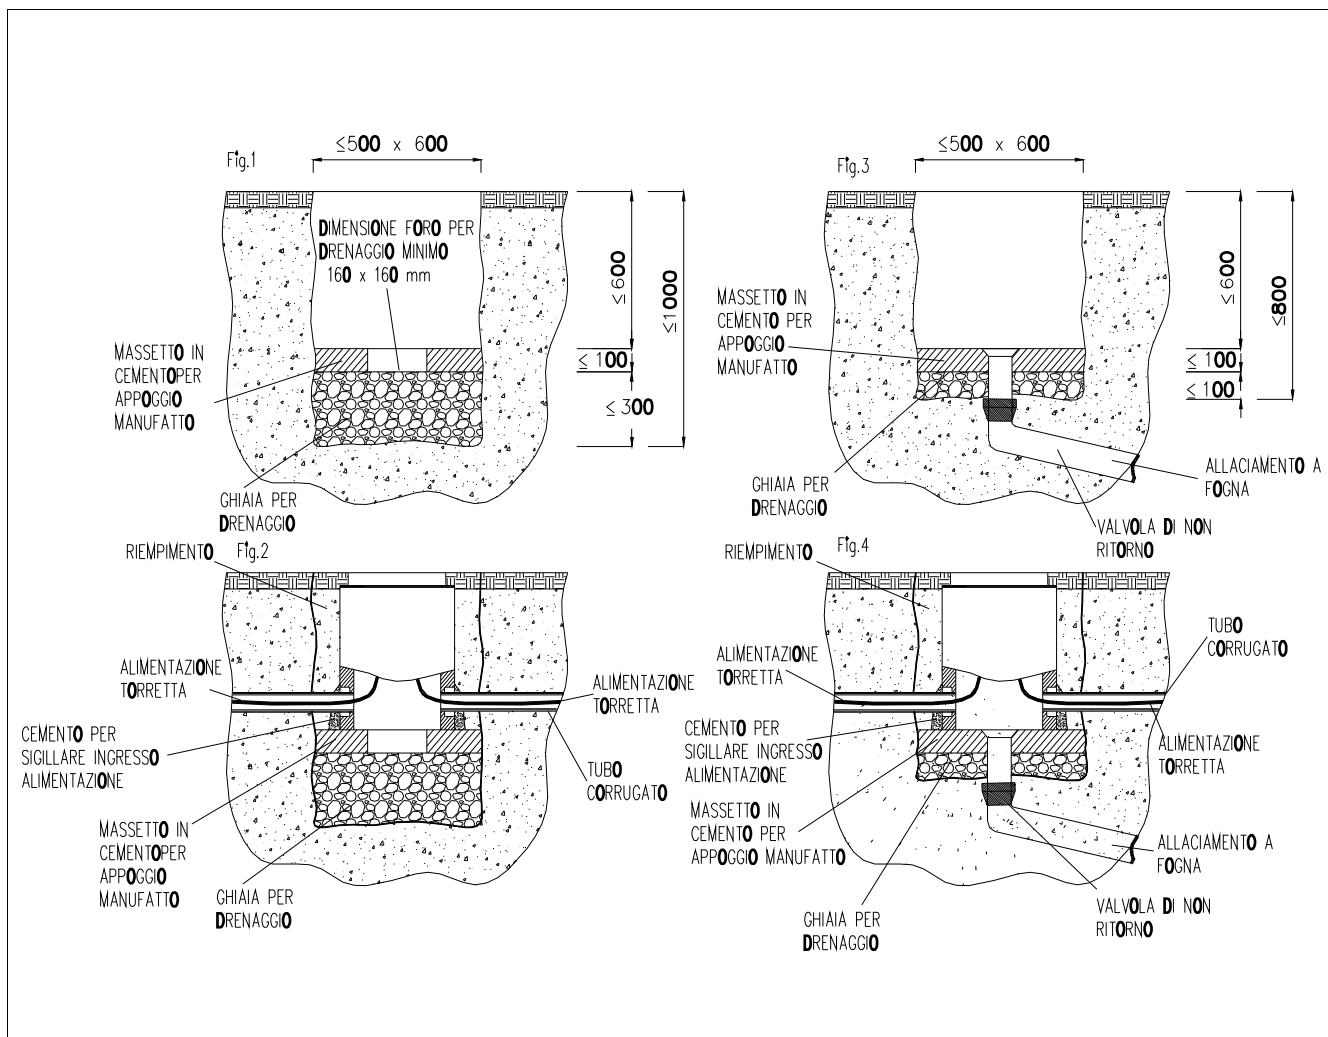 Fig.1
≤500 x 600
DIMENSIONE FORO PER
DRENAGGIO MINIMO
160 x 160 mm
≤600
≤1000
≤100
≤300
MASSETTO IN
CEMENTOPER
APPOGGIO
MANUFATTO
GHIAIA PER
DRENAGGIO
Fig.3
≤500 x 600
≤600
≤800
≤100
≤100
MASSETTO IN
CEMENTO PER
APPOGGIO
MANUFATTO
GHIAIA PER
DRENAGGIO
ALLACIAMENTO A
FOGNA
VALVOLA DI NON
RITORNO
Fig.2
RIEMPIMENTO
ALIMENTAZIONE
TORRETTA
CEMENTO PER
SIGILLARE INGRESSO
ALIMENTAZIONE
MASSETTO IN
CEMENTOPER
APPOGGIO
MANUFATTO
GHIAIA PER
DRENAGGIO
ALIMENTAZIONE
TORRETTA
TUBO
CORRUGATO
Fig.4
RIEMPIMENTO
ALIMENTAZIONE
TORRETTA
CEMENTO PER
SIGILLARE INGRESSO
ALIMENTAZIONE
MASSETTO IN
CEMENTO PER
APPOGGIO MANUFATTO
GHIAIA PER
DRENAGGIO
TUBO
CORRUGATO
ALIMENTAZIONE
TORRETTA
ALLACIAMENTO A
FOGNA
VALVOLA DI NON
RITORNO